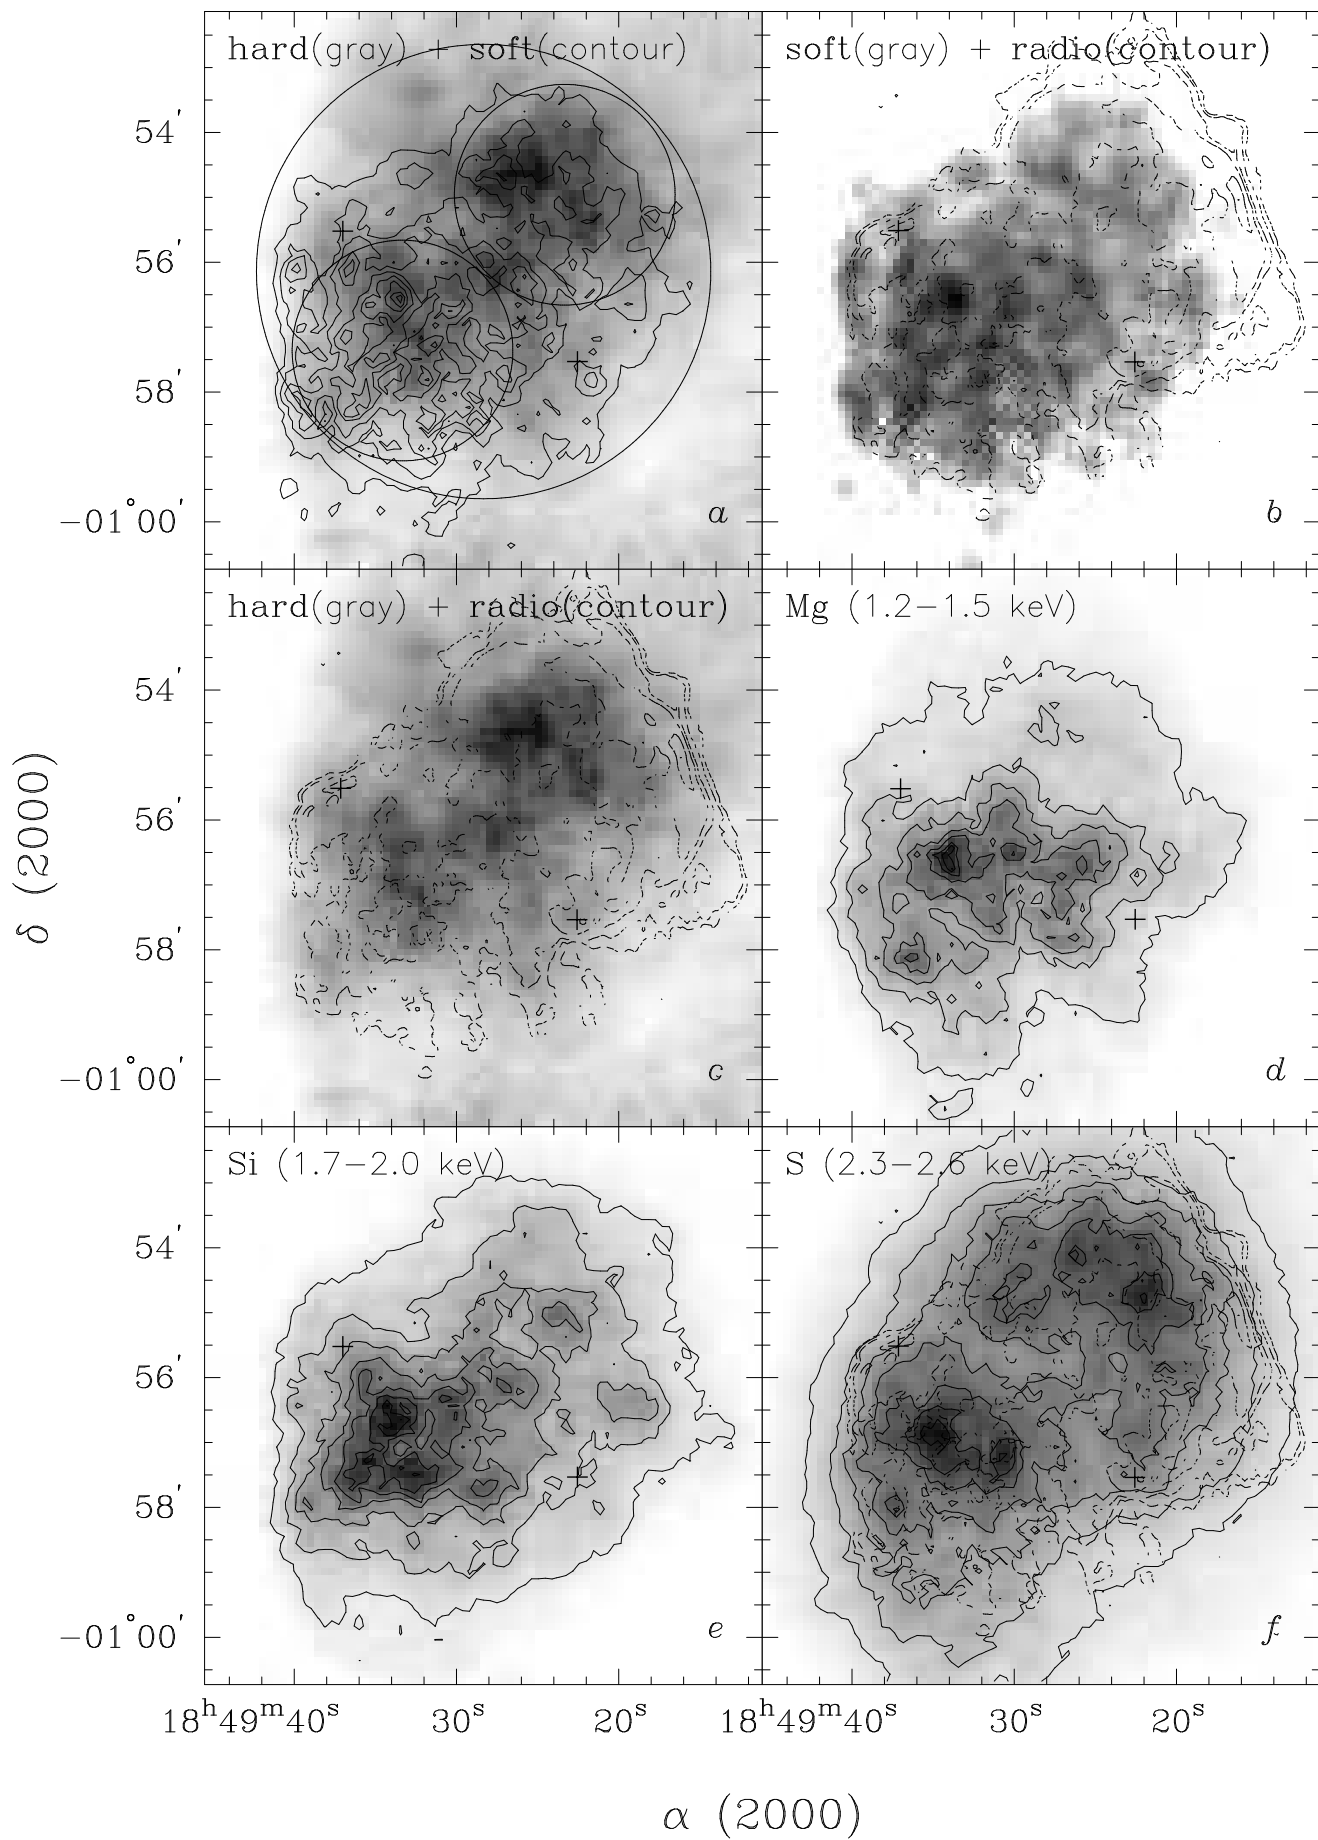 hard(gray) + soft(contour)
soft(gray) + radio(contour)
54′
56′
58′
−01°00′
a
b
hard(gray) + radio(contour)
Mg (1.2−1.5 keV)
54′
56′
58′
−01°00′
c
d
δ (2000)
Si (1.7−2.0 keV)
S (2.3−2.6 keV)
54′
56′
58′
−01°00′
e
f
18h49m40s 30s 20s 18h49m40s 30s 20s
α (2000)